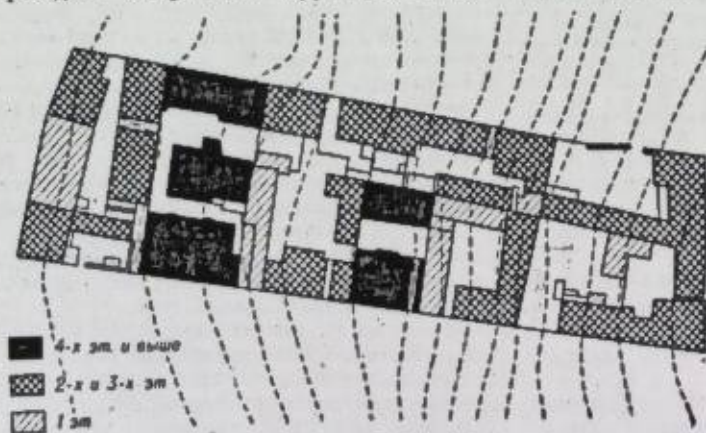 4-х эт. и выше
2-х и 3-х эт
1 эт